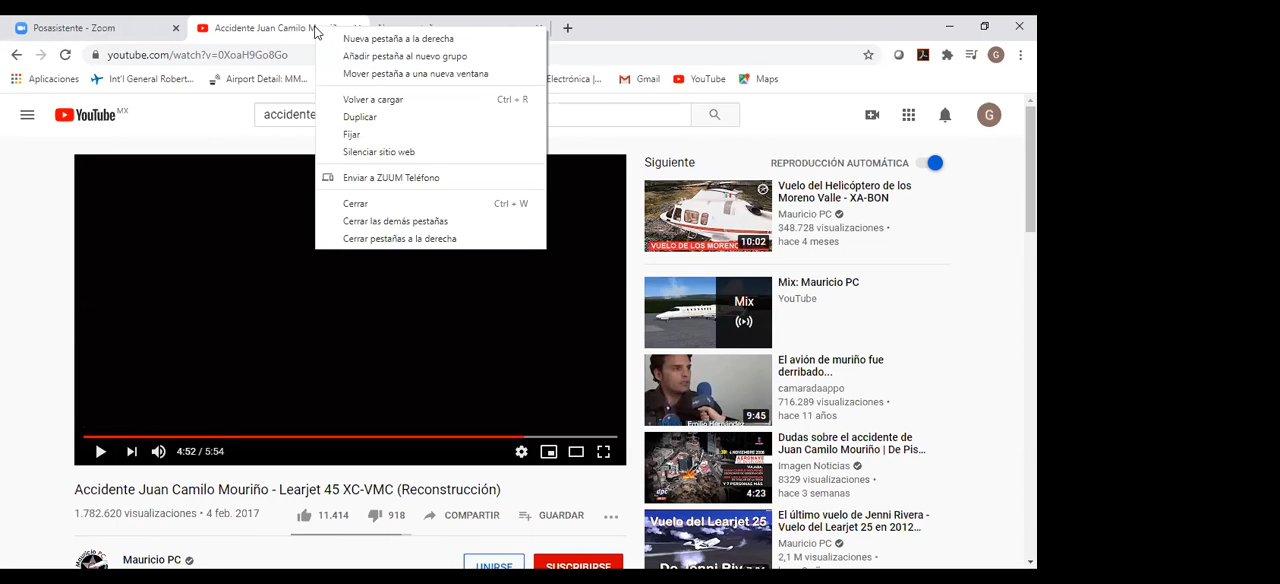 Posasistente - Zoom
Accidente Juan Camilo M
youtube.com/watch?v=0XoaH9Go8Go
G
Aplicaciones
Int'l General Robert...
Airport Detail: MM...
Electrónica |...
Gmail
YouTube
Maps
Nueva pestaña a la derecha
Añadir pestaña al nuevo grupo
Mover pestaña a una nueva ventana
Volver a cargar Ctrl + R
Duplicar
Fijar
Silenciar sitio web
Enviar a ZUUM Teléfono
Cerrar Ctrl + W
Cerrar las demás pestañas
Cerrar pestañas a la derecha
YouTube MX
accidente
G
4:52 / 5:54
Accidente Juan Camilo Mouriño - Learjet 45 XC-VMC (Reconstrucción)
1.782.620 visualizaciones • 4 feb. 2017
11.414
918
COMPARTIR
GUARDAR
Mauricio PC
UNIRSE
SUSCRIBIRSE
Siguiente
REPRODUCCIÓN AUTOMÁTICA
VUELO DE LOS MORENO
10:02
Vuelo del Helicóptero de los
Moreno Valle - XA-BON
Mauricio PC
348.728 visualizaciones •
hace 4 meses
Mix
Mix: Mauricio PC
YouTube
9:45
El avión de muriño fue
derribado...
camaradaappo
716.289 visualizaciones •
hace 11 años
4:23
Dudas sobre el accidente de
Juan Camilo Mouriño | De Pis...
Imagen Noticias
8329 visualizaciones •
hace 3 semanas
Vuelo del Learjet 25
De Jenni Riv
El último vuelo de Jenni Rivera -
Vuelo del Learjet 25 en 2012...
Mauricio PC
2,1 M visualizaciones •